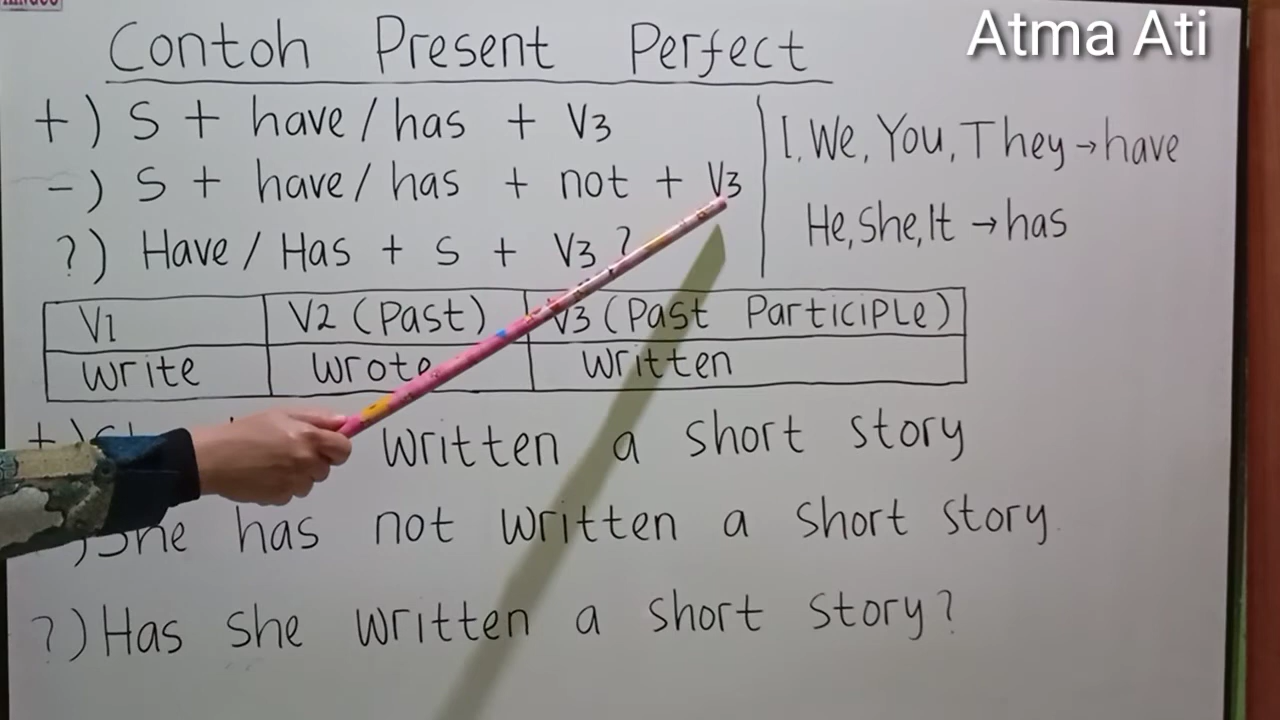 Atma Ati
Contoh Present Perfect
+) S + have / has + V3
-) S + have / has + not + V3
?) Have / Has + S + V3 ?
I, We, You, They → have
He, She, It → has
V1 V2 (Past) V3 (Past Participle)
Write Wrote Written
written a short story
She has not written a short story.
?) Has she written a short story?